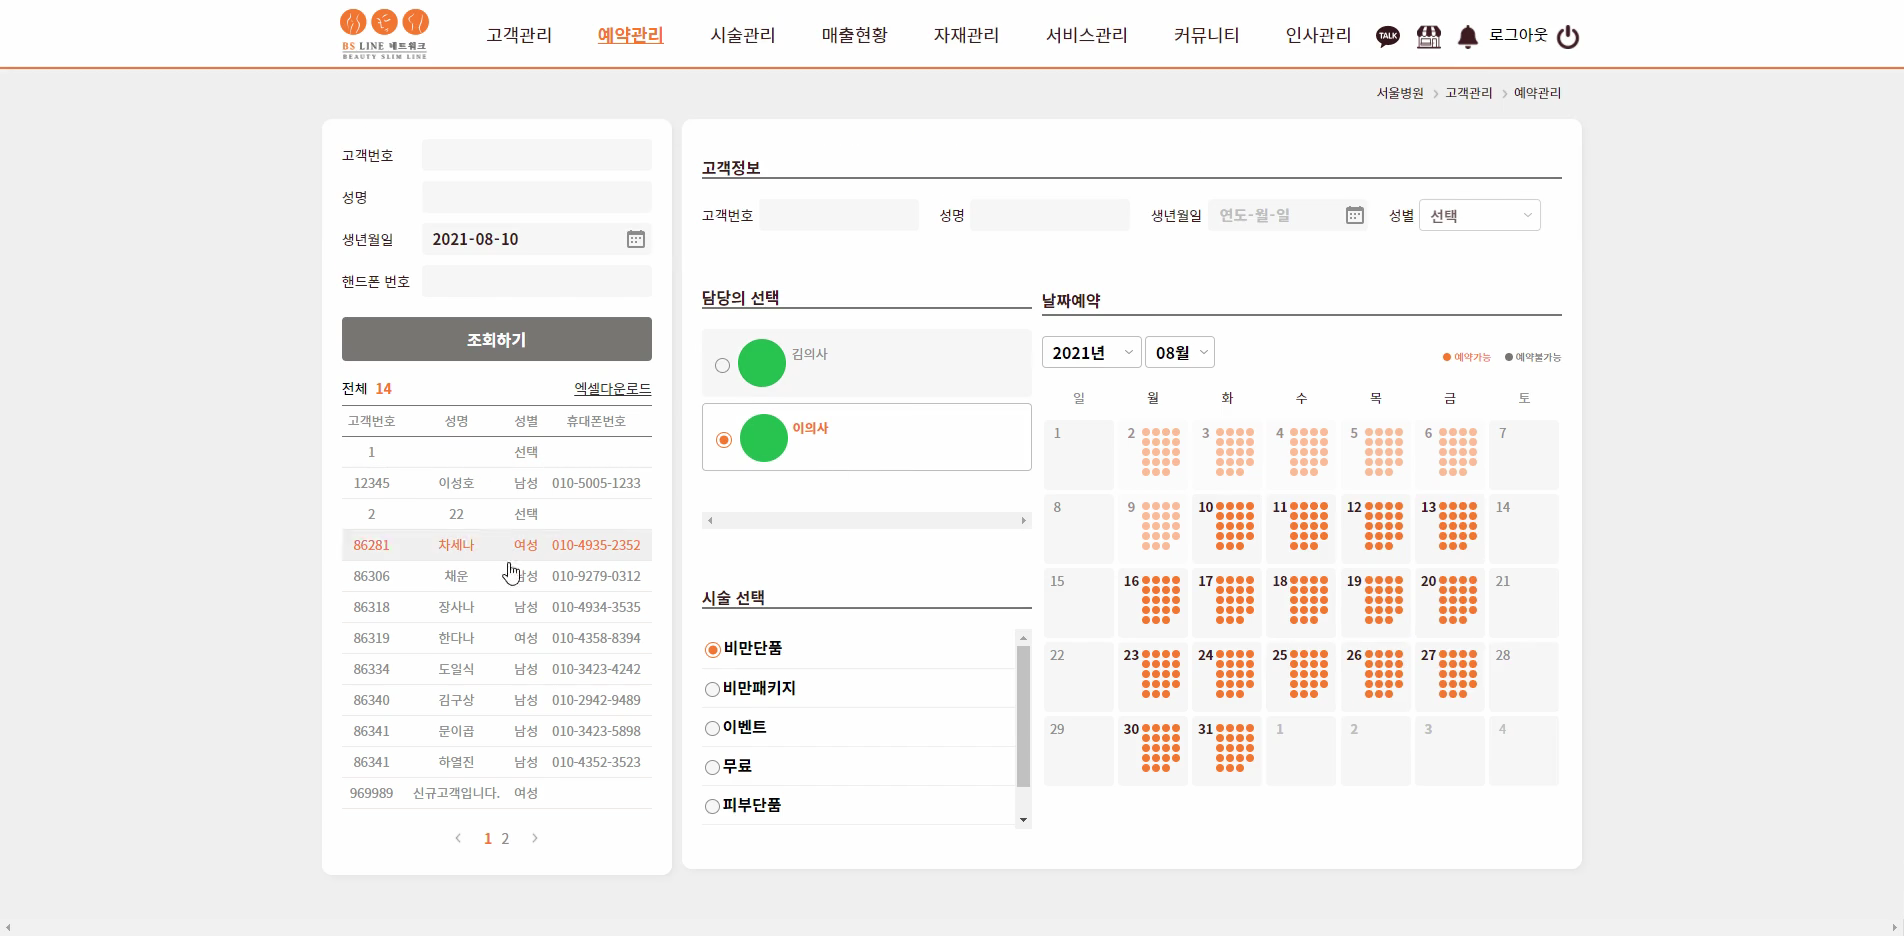 고객관리 예약관리 시술관리 매출현황 자재관리 서비스관리 커뮤니티 인사관리 TALK 로그아웃
BS LINE 네트워크
BEAUTY SLIM LINE
서울병원 > 고객관리 > 예약관리
고객번호
성명
생년월일 2021-08-10
핸드폰 번호
조회하기
전체 14 엑셀다운로드
고객번호 성명 성별 휴대폰번호
1 선택
12345 이성호 남성 010-5005-1233
2 22 선택
86281 차세나 여성 010-4935-2352
86306 채운 남성 010-9279-0312
86318 장사나 남성 010-4934-3535
86319 한다나 여성 010-4358-8394
86334 도일식 남성 010-3423-4242
86340 김구상 남성 010-2942-9489
86341 문이곱 남성 010-3423-5898
86341 하열진 남성 010-4352-3523
969989 신규고객입니다. 여성
< 1 2 >
고객정보
고객번호 성명 생년월일 연도-월-일 성별 선택
담당의 선택
김의사
이의사
시술 선택
비만단품
비만패키지
이벤트
무료
피부단품
날짜예약
2021년 08월
예약가능 예약불가능
일 월 화 수 목 금 토
1 2 3 4 5 6 7
8 9 10 11 12 13 14
15 16 17 18 19 20 21
22 23 24 25 26 27 28
29 30 31 1 2 3 4